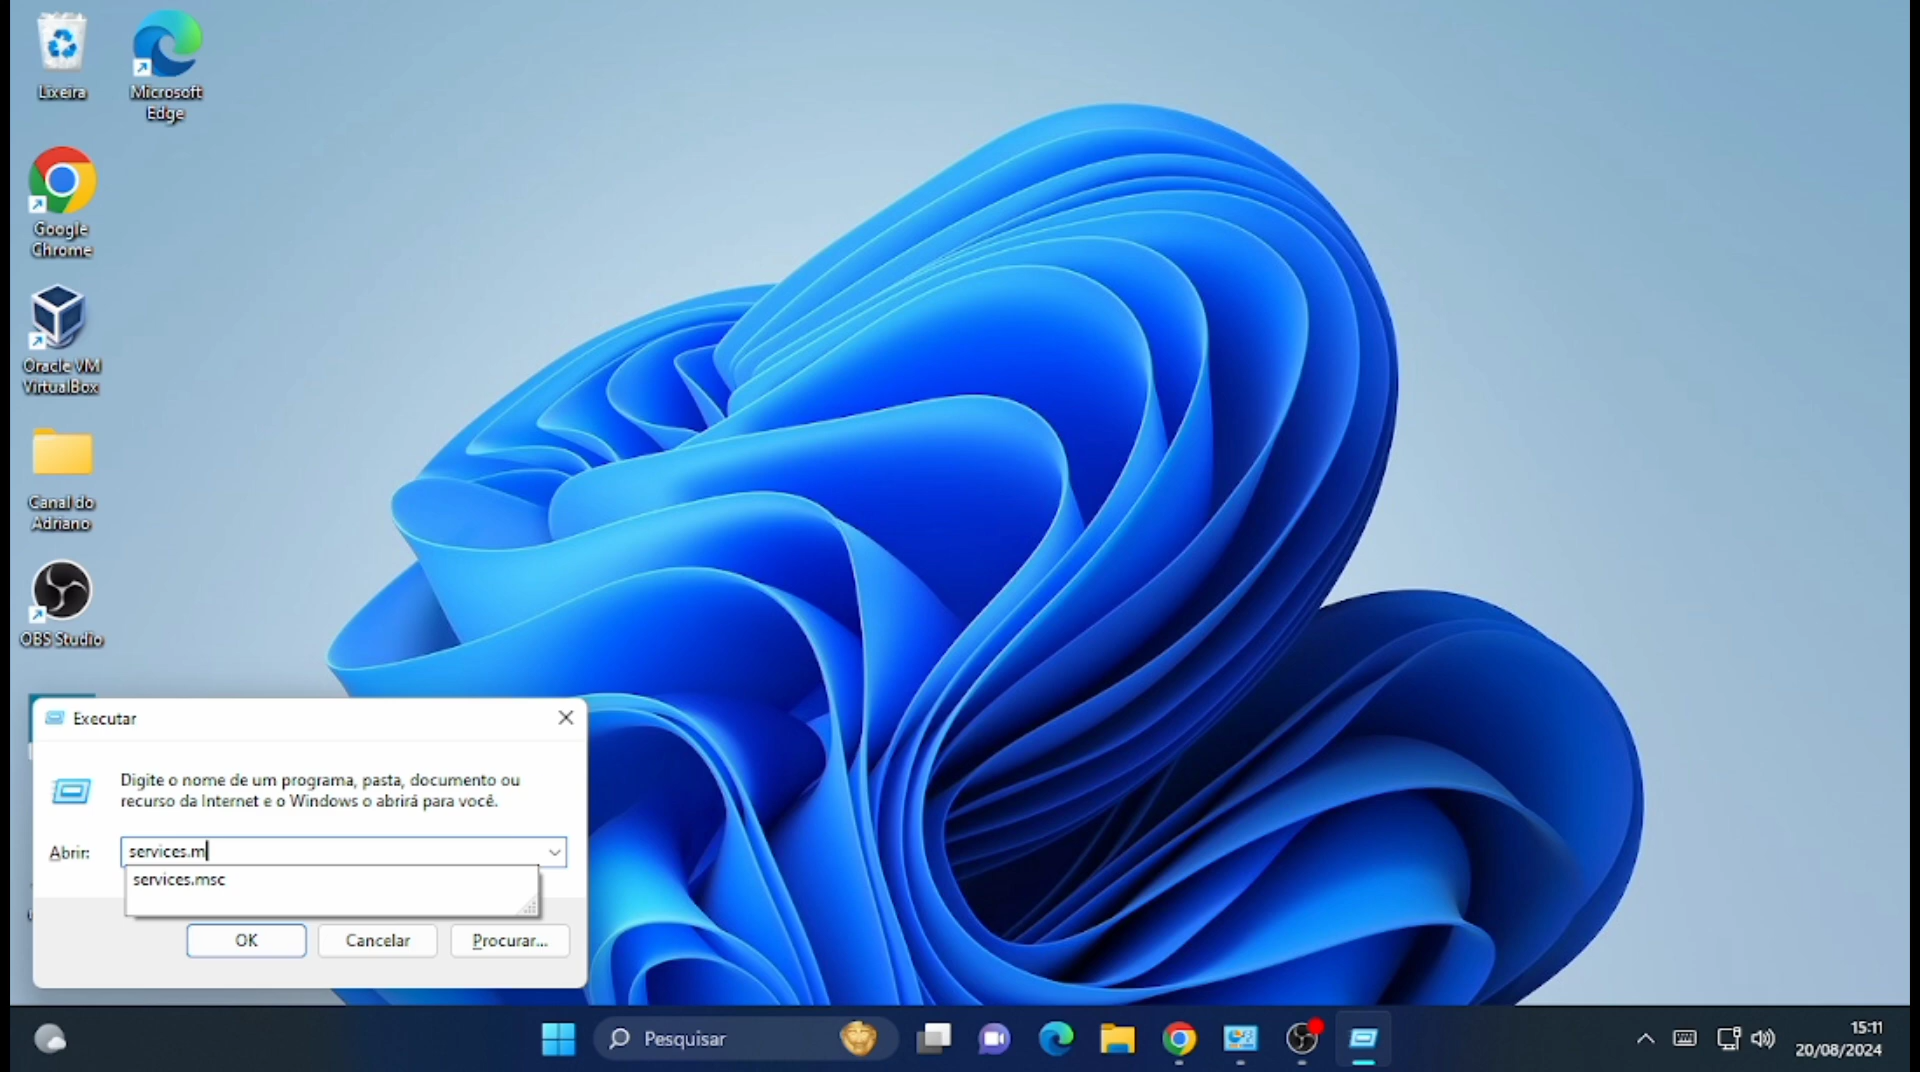 Lixeira
Microsoft
Edge
Google
Chrome
Oracle VM
VirtualBox
Canal do
Adriano
OBS Studio
Executar
Digite o nome de um programa, pasta, documento ou
recurso da Internet e o Windows o abrirá para você.
Abrir:
services.m
services.msc
OK
Cancelar
Procurar...
Pesquisar
15:11
20/08/2024